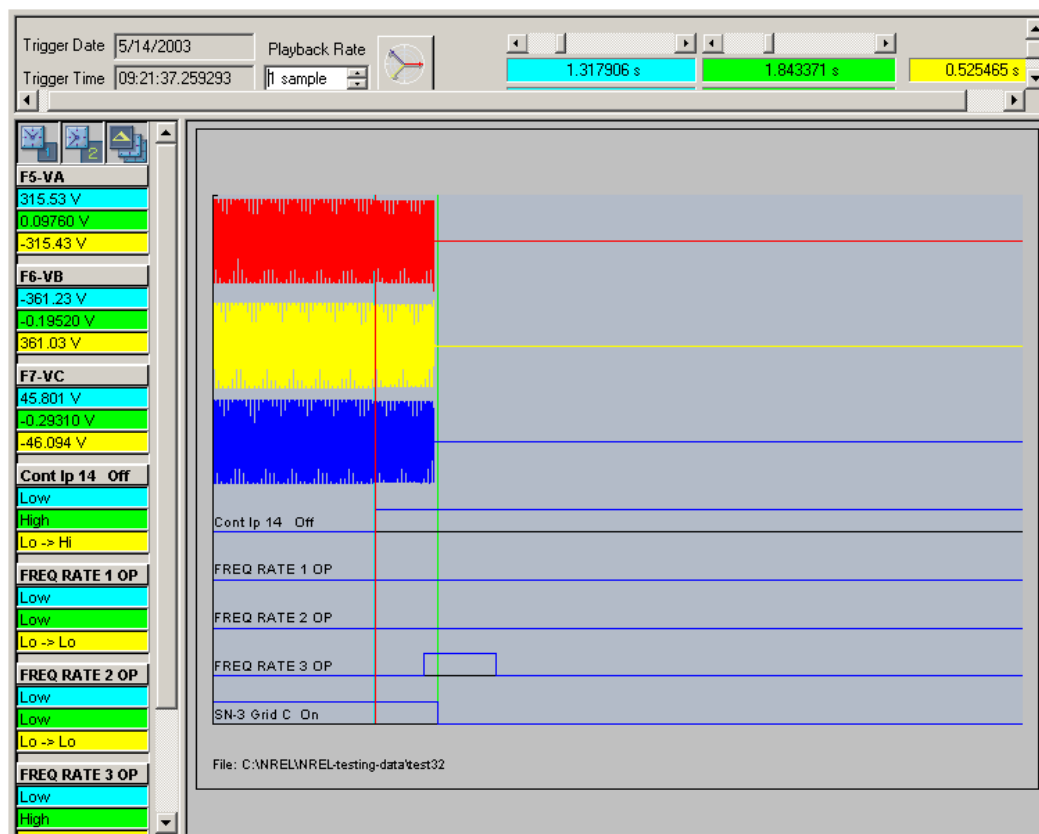 Trigger Date 5/14/2003
Trigger Time 09:21:37.259293
Playback Rate
1 sample
1.317906 s
1.843371 s
0.525465 s
1
2
F5-VA
315.53 V
0.09760 V
-315.43 V
F6-VB
-361.23 V
-0.19520 V
361.03 V
F7-VC
45.801 V
-0.29310 V
-46.094 V
Cont Ip 14 Off
Low
High
Lo -> Hi
FREQ RATE 1 OP
Low
Low
Lo -> Lo
FREQ RATE 2 OP
Low
Low
Lo -> Lo
FREQ RATE 3 OP
Low
High
Cont Ip 14 Off
FREQ RATE 1 OP
FREQ RATE 2 OP
FREQ RATE 3 OP
SN-3 Grid C On
File: C:\NREL\NREL-testing-data\test32